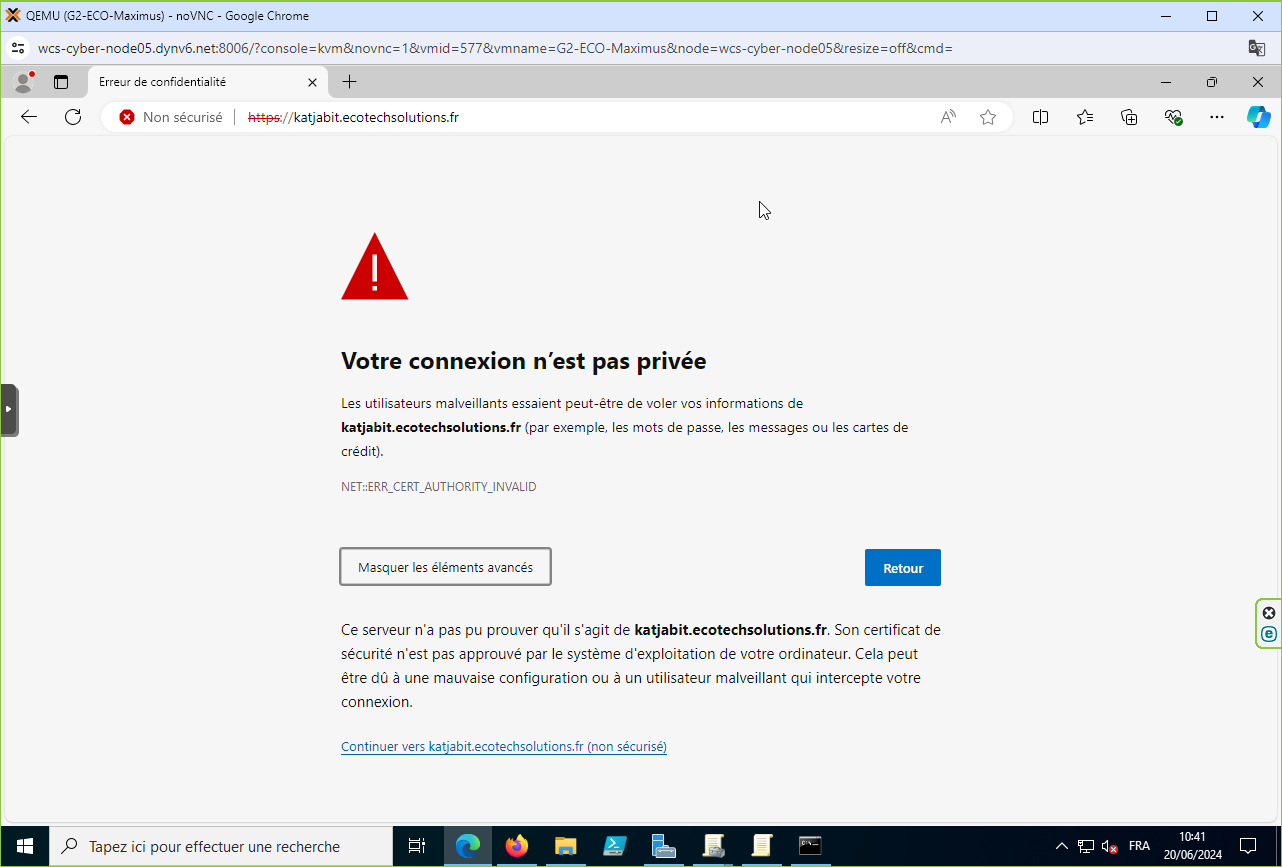 QEMU (G2-ECO-Maximus) - noVNC - Google Chrome
wcs-cyber-node05.dynv6.net:8006/?console=kvm&novnc=1&vmid=577&vmname=G2-ECO-Maximus&node=wcs-cyber-node05&resize=off&cmd=
Erreur de confidentialité
Non sécurisé https://katjabit.ecotechsolutions.fr
Votre connexion n’est pas privée
Les utilisateurs malveillants essaient peut-être de voler vos informations de
katjabit.ecotechsolutions.fr (par exemple, les mots de passe, les messages ou les cartes de
crédit).
NET::ERR_CERT_AUTHORITY_INVALID
Masquer les éléments avancés
Retour
Ce serveur n'a pas pu prouver qu'il s'agit de katjabit.ecotechsolutions.fr. Son certificat de
sécurité n'est pas approuvé par le système d'exploitation de votre ordinateur. Cela peut
être dû à une mauvaise configuration ou à un utilisateur malveillant qui intercepte votre
connexion.
Continuer vers katjabit.ecotechsolutions.fr (non sécurisé)
Tapez ici pour effectuer une recherche
FRA
10:41
20/06/2024